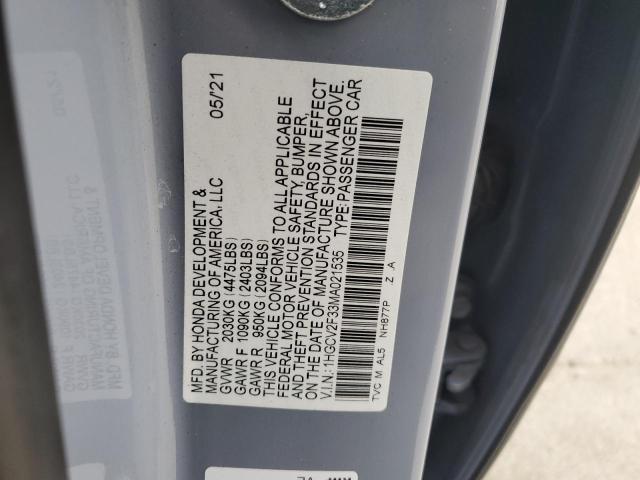 MFD. BY HONDA DEVELOPMENT &
MANUFACTURING OF AMERICA, LLC 05/'21
GVWR 2030KG (4475LBS)
GAWR F 1090KG (2403LBS)
GAWR R 950KG (2094LBS)
THIS VEHICLE CONFORMS TO ALL APPLICABLE
FEDERAL MOTOR VEHICLE SAFETY, BUMPER,
AND THEFT PREVENTION STANDARDS IN EFFECT
ON THE DATE OF MANUFACTURE SHOWN ABOVE.
V.I.N: 1HGCV2F33MA021535 TYPE: PASSENGER CAR
TVC M AL5 NH877P Z A